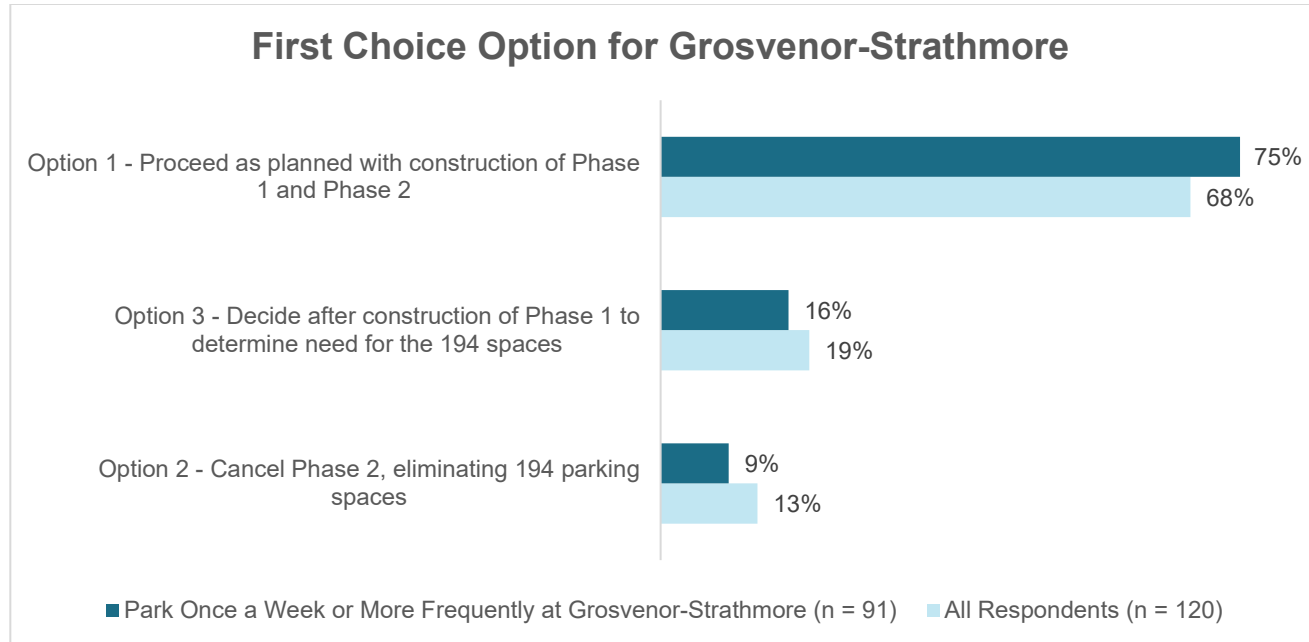 First Choice Option for Grosvenor-Strathmore
Option 1 - Proceed as planned with construction of Phase
1 and Phase 2
75%
68%
Option 3 - Decide after construction of Phase 1 to
determine need for the 194 spaces
16%
19%
Option 2 - Cancel Phase 2, eliminating 194 parking
spaces
9%
13%
Park Once a Week or More Frequently at Grosvenor-Strathmore (n = 91) All Respondents (n = 120)